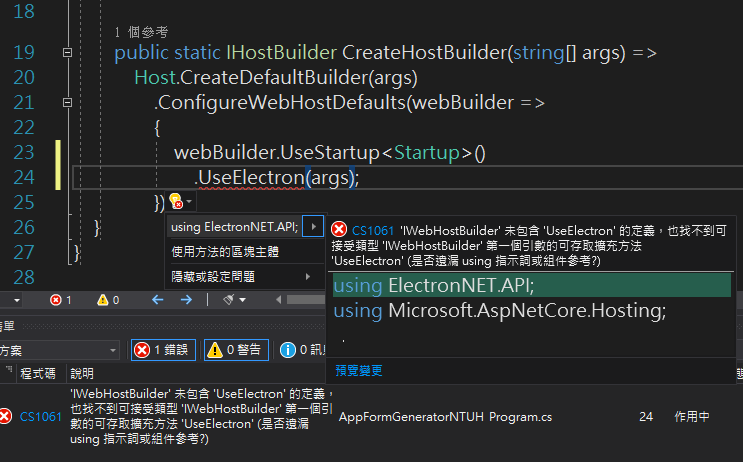 18
1 個參考
19 public static IHostBuilder CreateHostBuilder(string[] args) =>
20 Host.CreateDefaultBuilder(args)
21 .ConfigureWebHostDefaults(webBuilder =>
22 {
23 webBuilder.UseStartup<Startup>()
24 .UseElectron(args);
25 })
26 }
27 }
28
using ElectronNET.API;
使用方法的區塊主體
隱藏或設定問題
CS1061 'IWebHostBuilder' 未包含 'UseElectron' 的定義，也找不到可
接受類型 'IWebHostBuilder' 第一個引數的可存取擴充方法
'UseElectron' (是否遺漏 using 指示詞或組件參考?)
using ElectronNET.API;
using Microsoft.AspNetCore.Hosting;
.
預覽變更
1 0
清單
方案 1 錯誤 0 警告 0 訊息
程式碼 說明
CS1061 'IWebHostBuilder' 未包含 'UseElectron' 的定義，
也找不到可接受類型 'IWebHostBuilder' 第一個引
數的可存取擴充方法 'UseElectron' (是否遺漏
using 指示詞或組件參考?)
AppFormGeneratorNTUH Program.cs 24 作用中